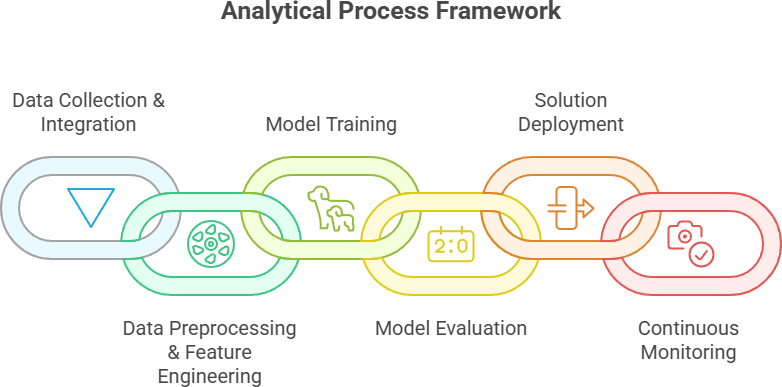 Analytical Process Framework
Data Collection &
Integration
Model Training
Solution
Deployment
2:0
Data Preprocessing
& Feature
Engineering
Model Evaluation
Continuous
Monitoring